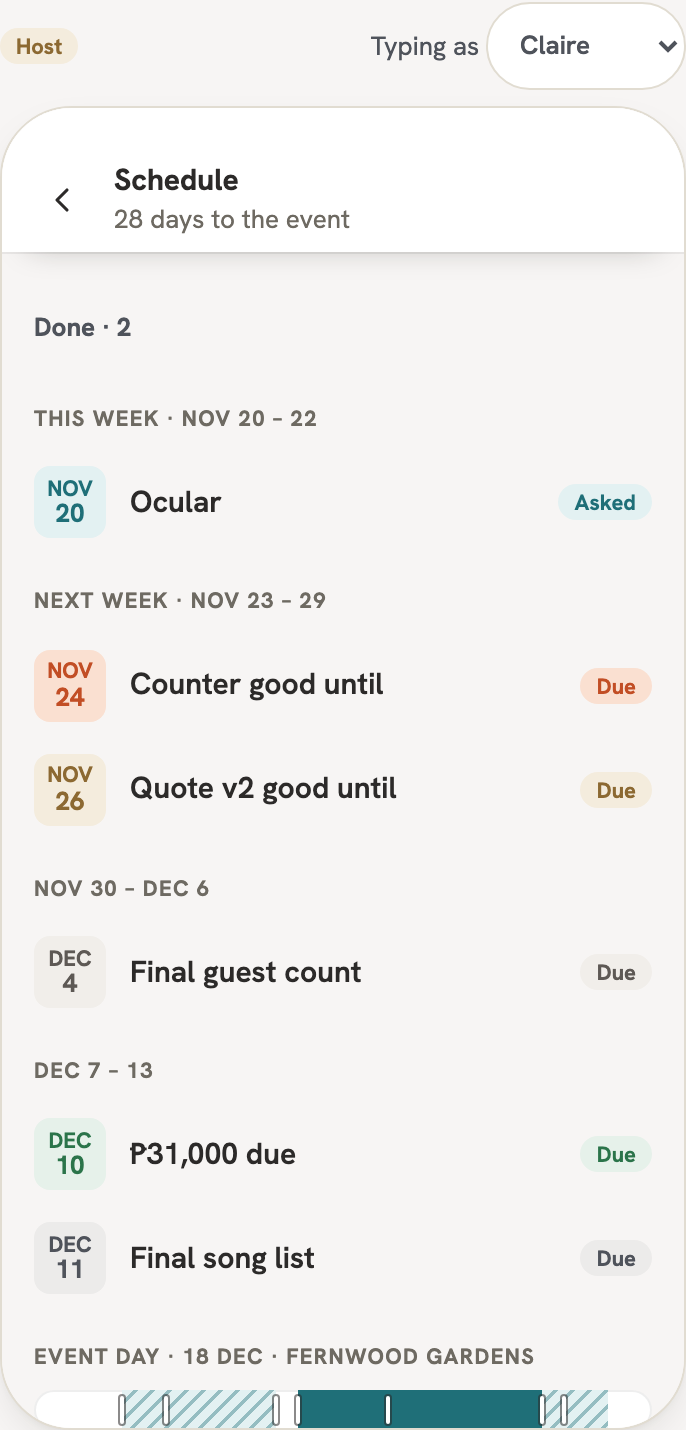 Host
Typing as Claire
Schedule
28 days to the event
Done · 2
THIS WEEK · NOV 20 – 22
NOV 20 Ocular Asked
NEXT WEEK · NOV 23 – 29
NOV 24 Counter good until Due
NOV 26 Quote v2 good until Due
NOV 30 – DEC 6
DEC 4 Final guest count Due
DEC 7 – 13
DEC 10 ₱31,000 due Due
DEC 11 Final song list Due
EVENT DAY · 18 DEC · FERNWOOD GARDENS